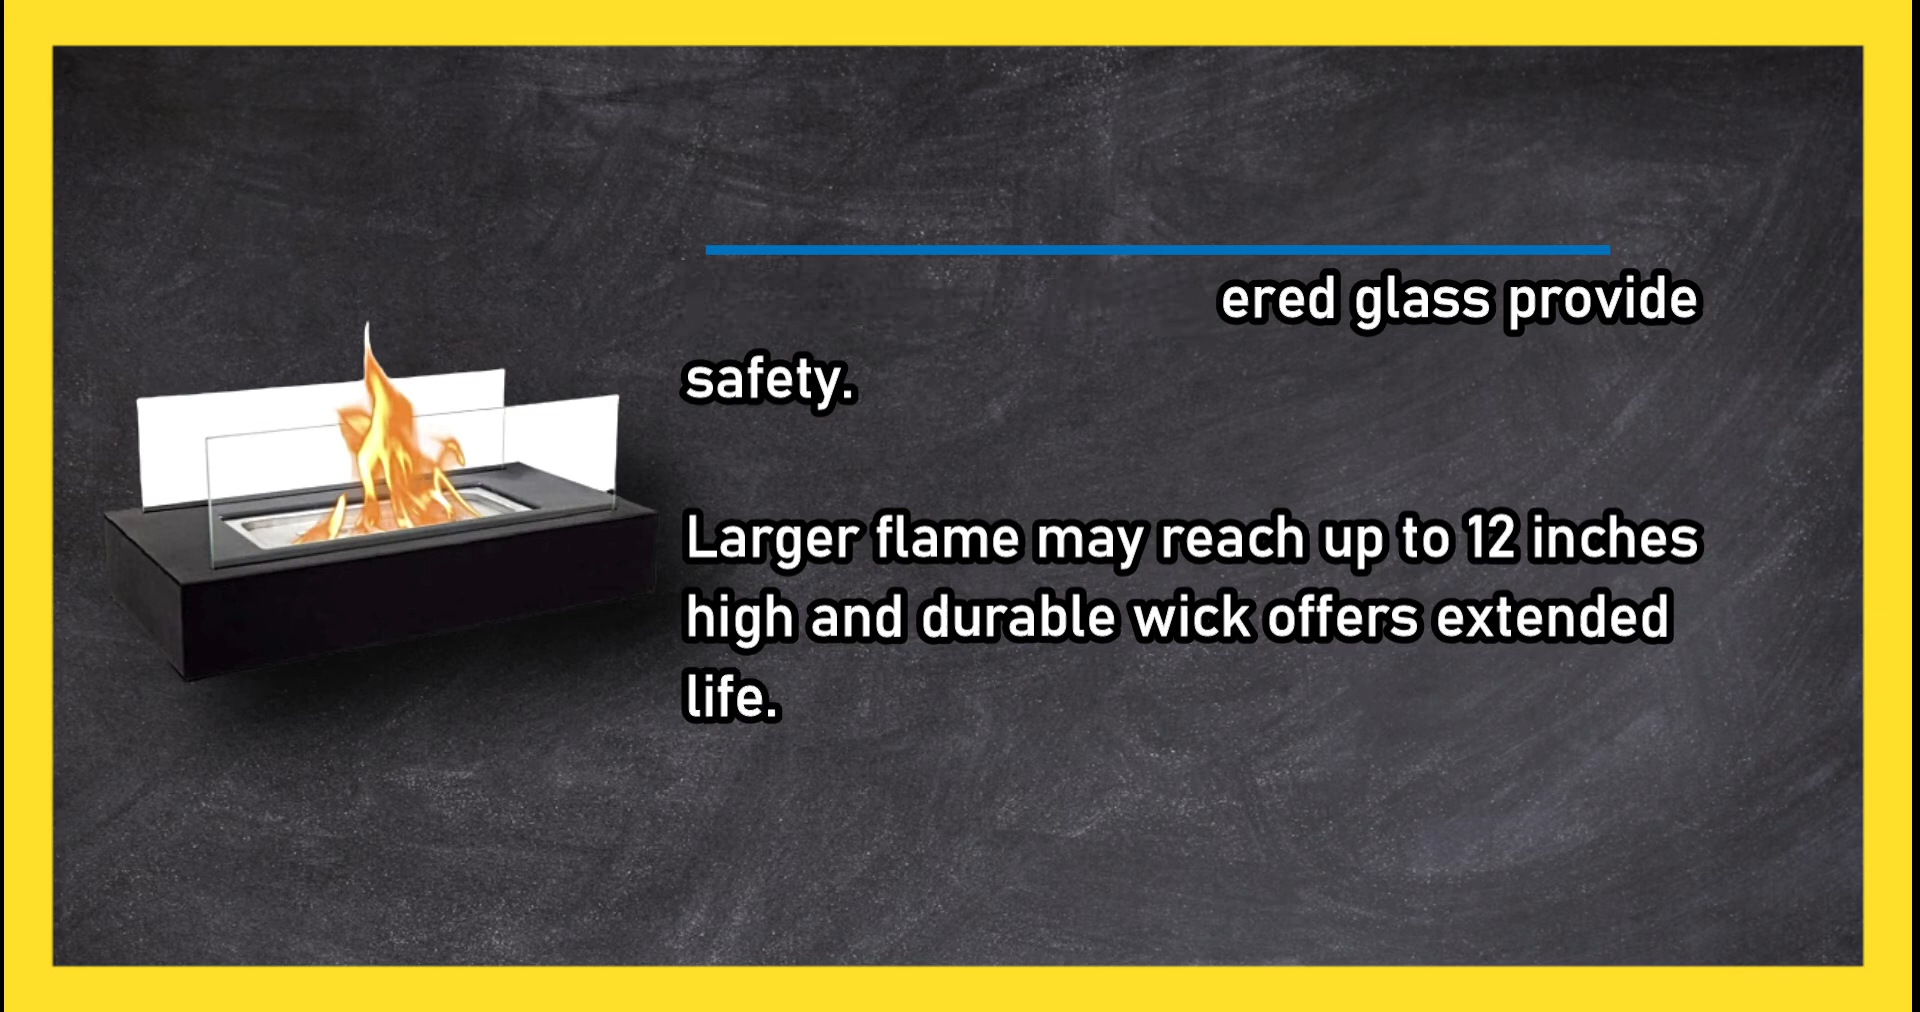 ered glass provide
safety.
Larger flame may reach up to 12 inches
high and durable wick offers extended
life.